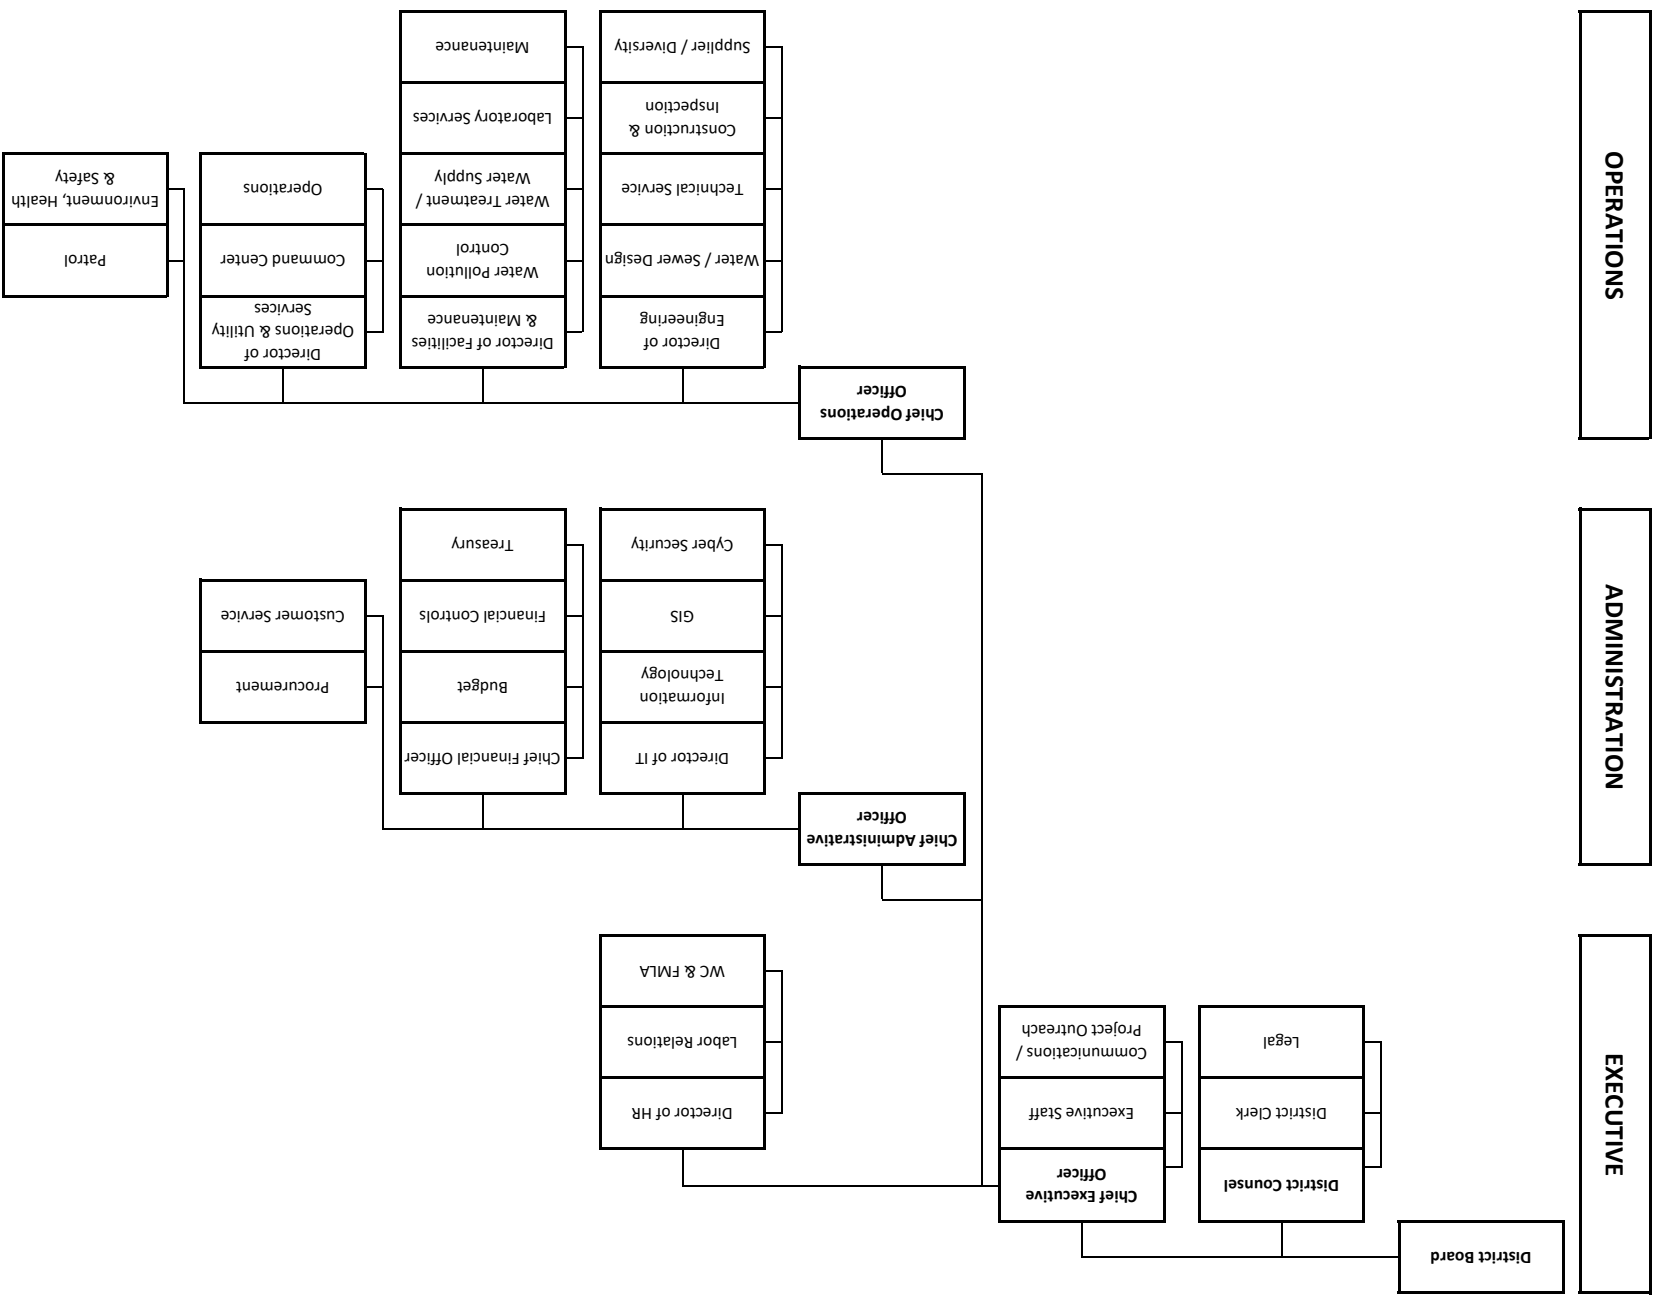 EXECUTIVE
District Board
District Counsel
District Clerk
Legal
Chief Executive
Officer
Executive Staff
Communications /
Project Outreach
Director of HR
Labor Relations
WC & FMLA
ADMINISTRATION
Chief Administrative
Officer
Director of IT
Information
Technology
GIS
Cyber Security
Chief Financial Officer
Budget
Financial Controls
Treasury
Procurement
Customer Service
OPERATIONS
Chief Operations
Officer
Director of
Engineering
Water / Sewer Design
Technical Service
Construction &
Inspection
Supplier / Diversity
Director of Facilities
& Maintenance
Water Pollution
Control
Water Treatment /
Water Supply
Laboratory Services
Maintenance
Director of
Operations & Utility
Services
Command Center
Operations
Patrol
Environment, Health
& Safety